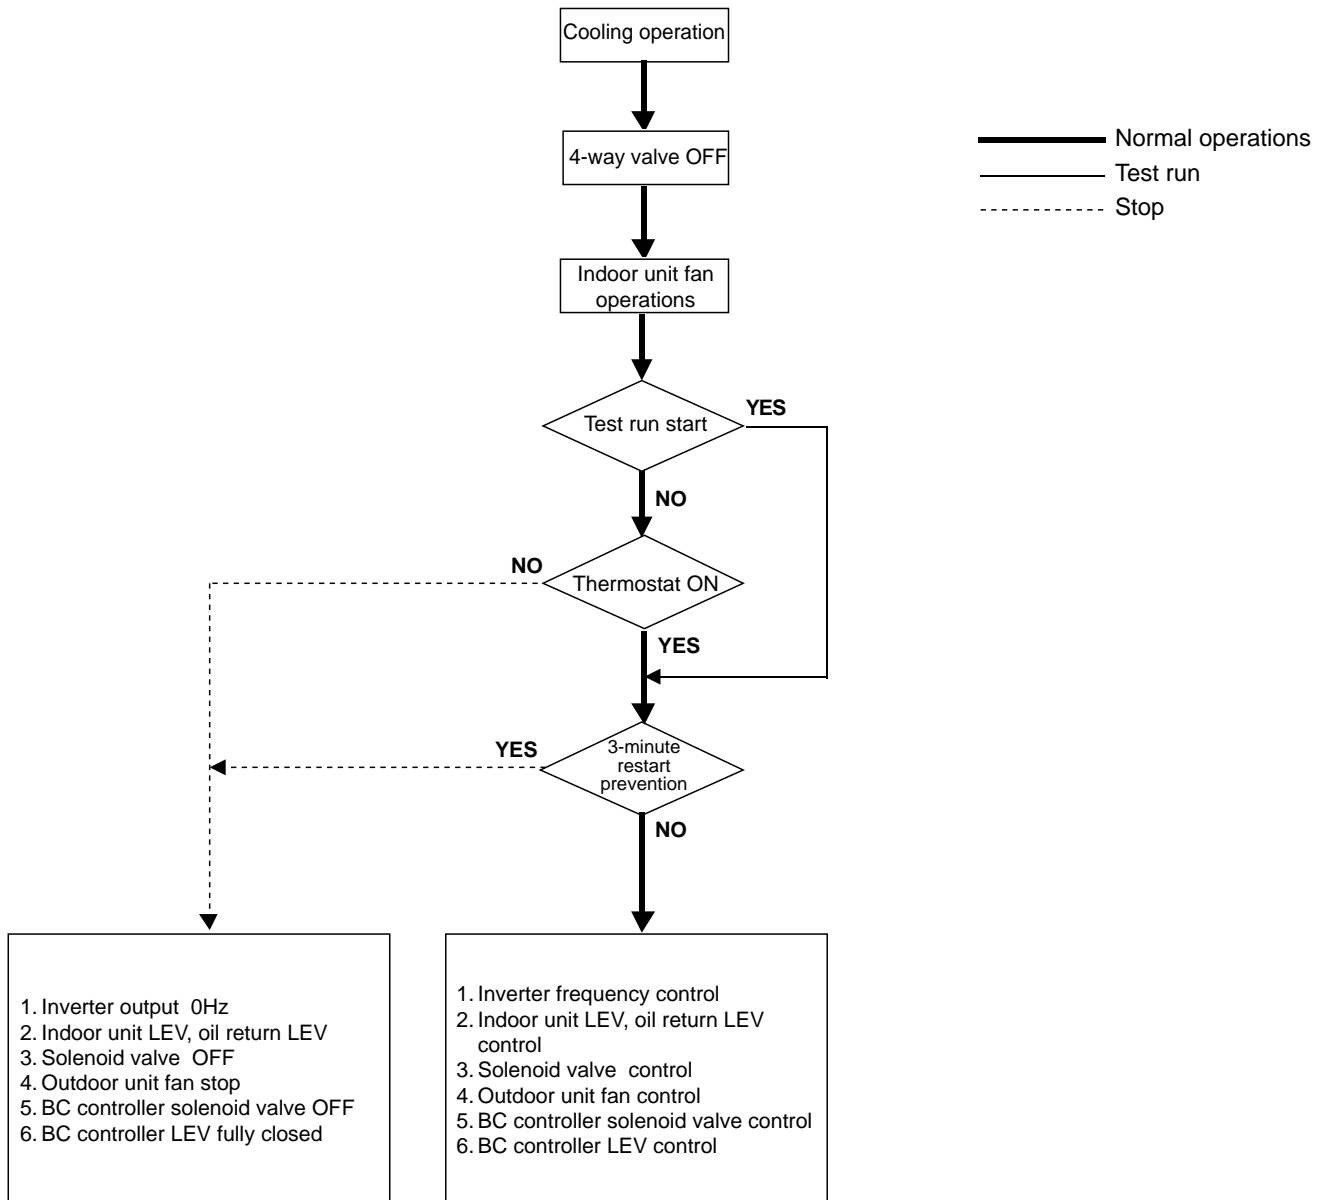 Cooling operation
Normal operations
4-way valve OFF
Test run
Stop
Indoor unit fan
operations
YES
Test run start
NO
NO
Thermostat ON
YES
YES
3-minute
restart
prevention
NO
1. Inverter output 0Hz
2. Indoor unit LEV, oil return LEV
3. Solenoid valve OFF
4. Outdoor unit fan stop
5. BC controller solenoid valve OFF
6. BC controller LEV fully closed
1. Inverter frequency control
2. Indoor unit LEV, oil return LEV
control
3. Solenoid valve control
4. Outdoor unit fan control
5. BC controller solenoid valve control
6. BC controller LEV control